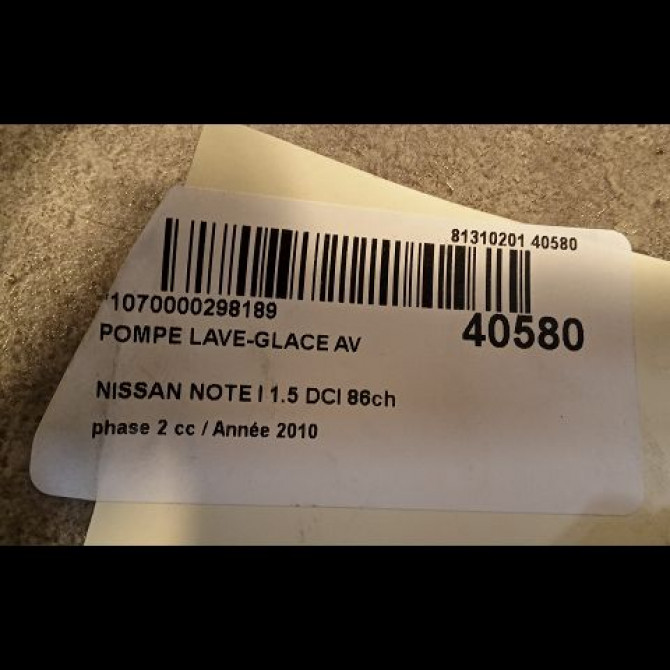 81310201 40580
*1070000298189
40580
POMPE LAVE-GLACE AV
NISSAN NOTE I 1.5 DCI 86ch
phase 2 cc / Année 2010